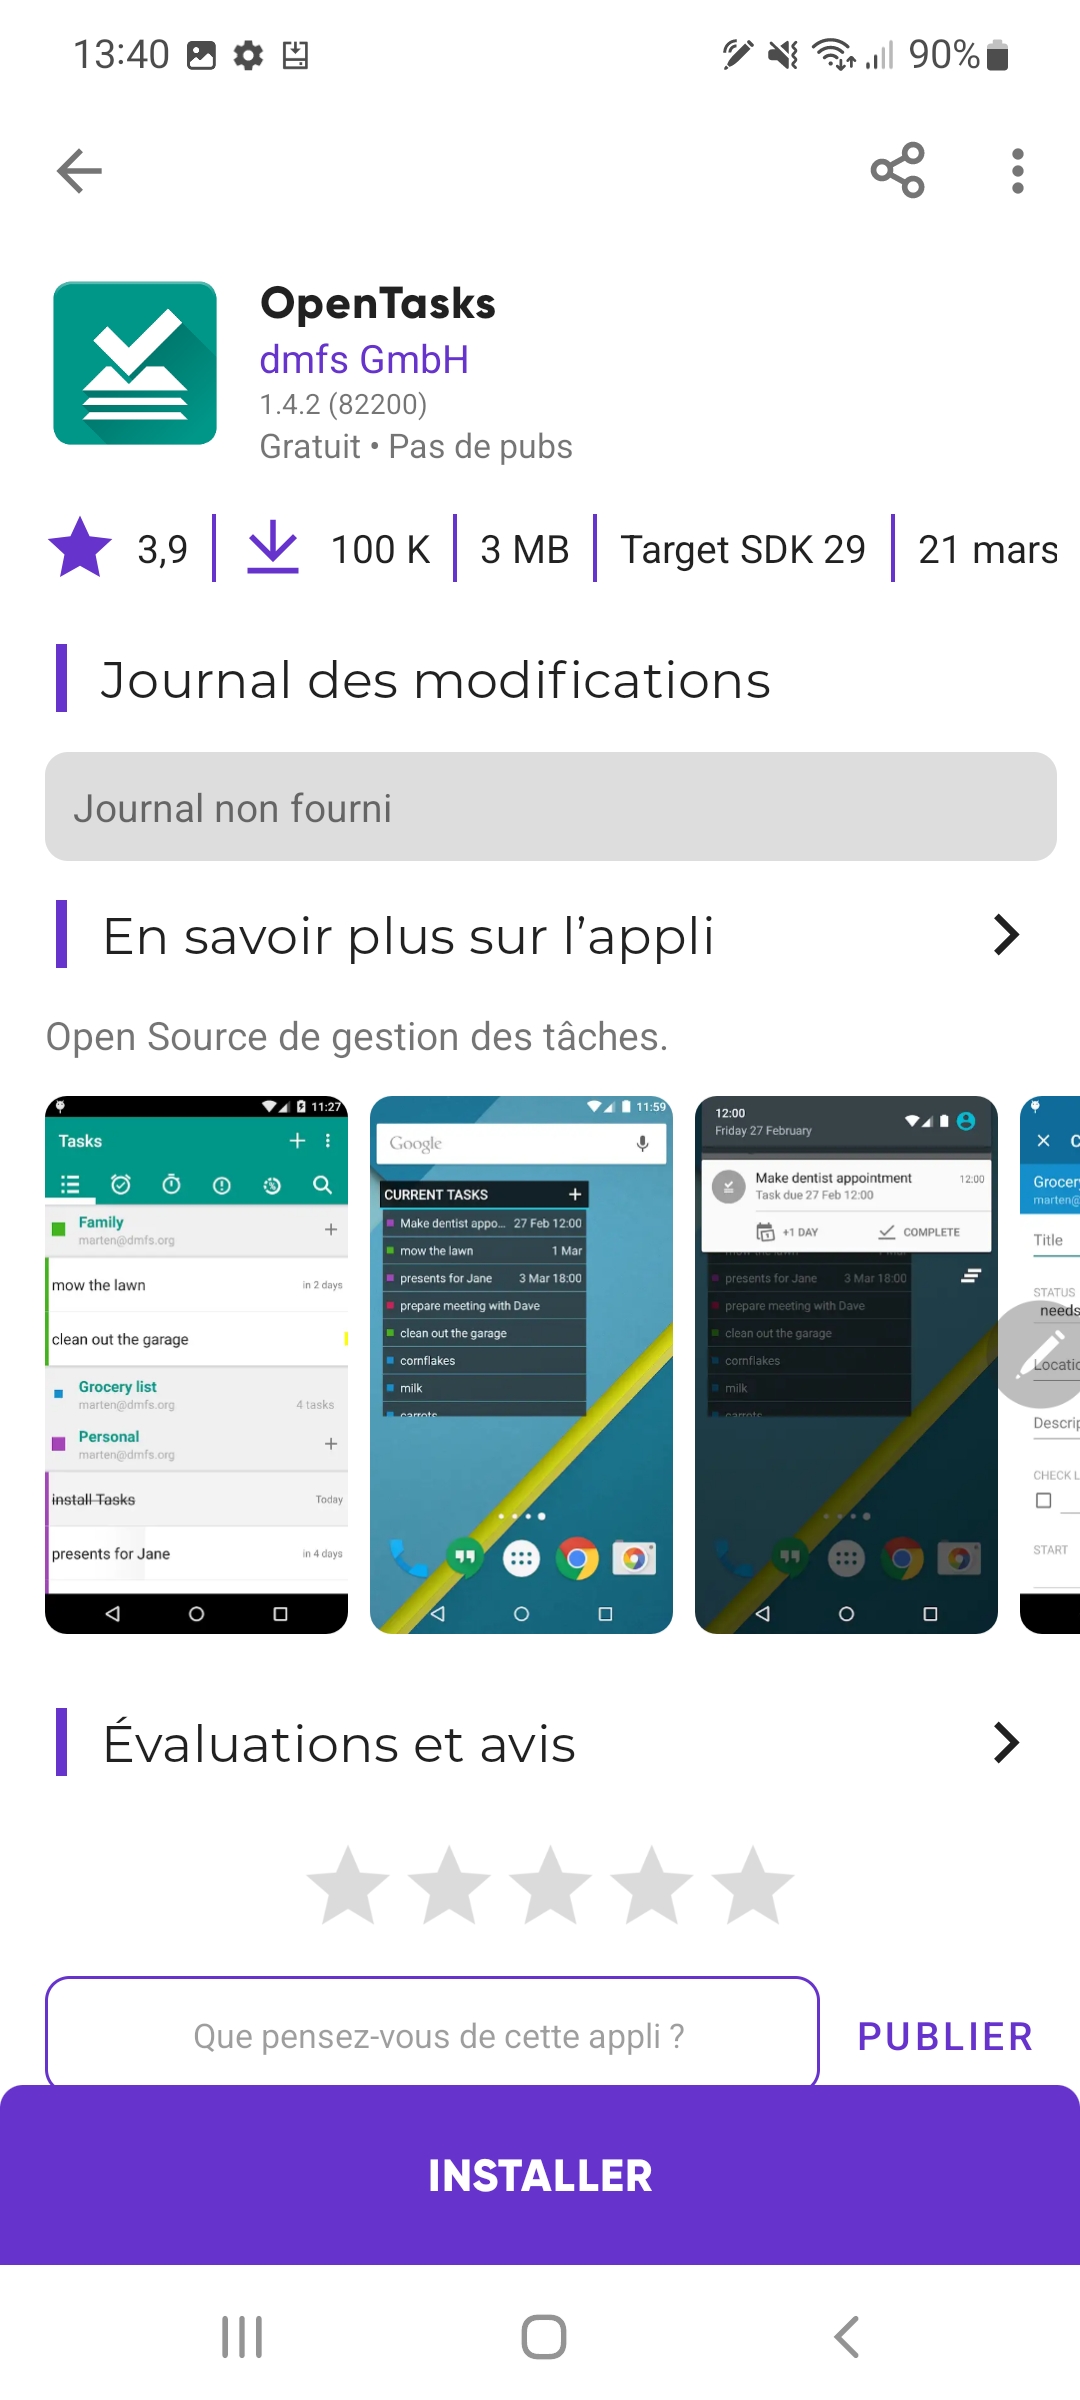 13:40
90%
OpenTasks
dmfs GmbH
1.4.2 (82200)
Gratuit • Pas de pubs
3,9
100 K
3 MB
Target SDK 29
21 mars
Journal des modifications
Journal non fourni
En savoir plus sur l’appli
Open Source de gestion des tâches.
11:27
Tasks
Family
marten@dmfs.org
mow the lawn
in 2 days
clean out the garage
Grocery list
marten@dmfs.org
4 tasks
Personal
marten@dmfs.org
install Tasks
Today
presents for Jane
in 4 days
11:59
Google
CURRENT TASKS
Make dentist appo... 27 Feb 12:00
mow the lawn 1 Mar
presents for Jane 3 Mar 18:00
prepare meeting with Dave
clean out the garage
cornflakes
milk
carrots
12:00
Friday 27 February
Make dentist appointment
12:00
Task due 27 Feb 12:00
+1 DAY
COMPLETE
mow the lawn 1 Mar
presents for Jane 3 Mar 18:00
prepare meeting with Dave
clean out the garage
cornflakes
milk
carrots
Grocery
marten@
Title
STATUS
needs
Locatio
Descrip
CHECK L
START
Évaluations et avis
Que pensez-vous de cette appli ?
PUBLIER
INSTALLER